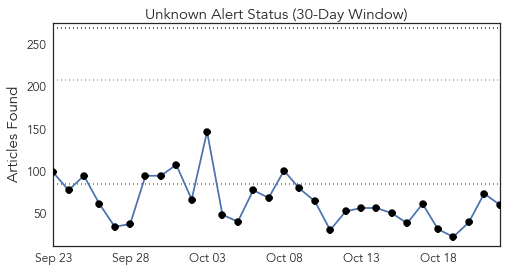 Unknown Alert Status (30-Day Window)
Articles Found
250
200
150
100
50
Sep 23 Sep 28 Oct 03 Oct 08 Oct 13 Oct 18